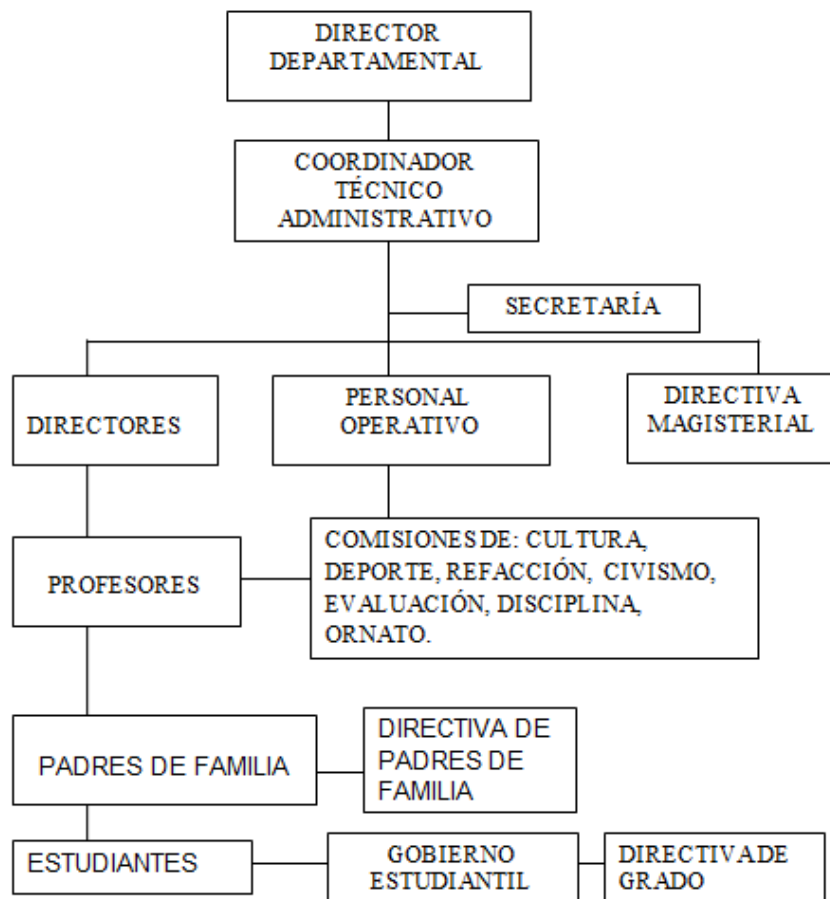 DIRECTOR
DEPARTAMENTAL
COORDINADOR
TÉCNICO
ADMINISTRATIVO
SECRETARÍA
DIRECTORES
PERSONAL
OPERATIVO
DIRECTIVA
MAGISTERIAL
PROFESORES
COMISIONES DE: CULTURA,
DEPORTE, REFACCIÓN, CIVISMO,
EVALUACIÓN, DISCIPLINA,
ORNATO.
PADRES DE FAMILIA
DIRECTIVA DE
PADRES DE
FAMILIA
ESTUDIANTES
GOBIERNO
ESTUDIANTIL
DIRECTIVA DE
GRADO